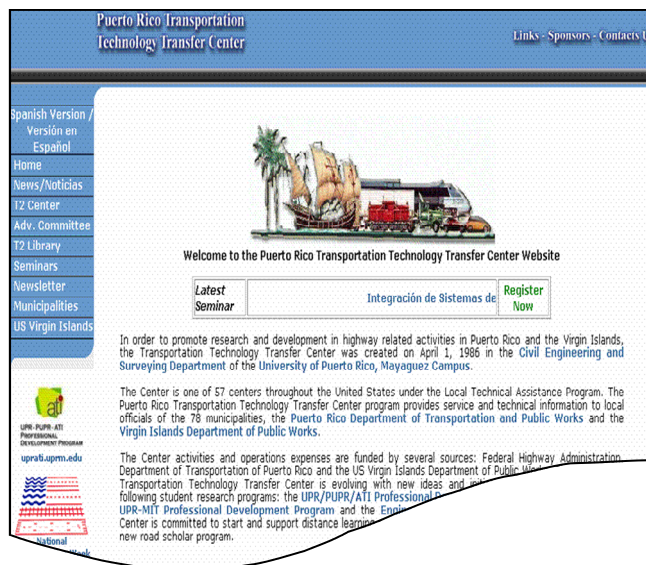 Puerto Rico Transportation
Technology Transfer Center
Links - Sponsors - Contacts
Spanish Version /
Versión en
Español
Home
News/Noticias
T2 Center
Adv. Committee
T2 Library
Seminars
Newsletter
Municipalities
US Virgin Islands
UPR-PUPR-ATI
PROFESSIONAL
DEVELOPMENT PROGRAM
uprati.uprm.edu
National
Week
Welcome to the Puerto Rico Transportation Technology Transfer Center Website
Latest
Seminar
Integración de Sistemas de
Register
Now
In order to promote research and development in highway related activities in Puerto Rico and the Virgin Islands,
the Transportation Technology Transfer Center was created on April 1, 1986 in the Civil Engineering and
Surveying Department of the University of Puerto Rico, Mayaguez Campus.
The Center is one of 57 centers throughout the United States under the Local Technical Assistance Program. The
Puerto Rico Transportation Technology Transfer Center program provides service and technical information to local
officials of the 78 municipalities, the Puerto Rico Department of Transportation and Public Works and the
Virgin Islands Department of Public Works.
The Center activities and operations expenses are funded by several sources: Federal Highway Administration,
Department of Transportation of Puerto Rico and the US Virgin Islands Department of Public
Transportation Technology Transfer Center is evolving with new ideas and
following student research programs: the UPR/PUPR/ATI Professional
UPR-MIT Professional Development Program and the
Center is committed to start and support distance learning
new road scholar program.